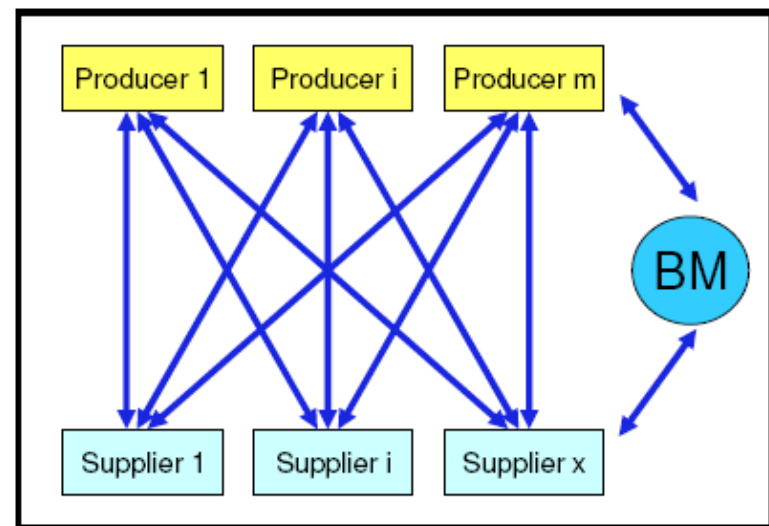 Producer 1
Producer i
Producer m
BM
Supplier 1
Supplier i
Supplier x